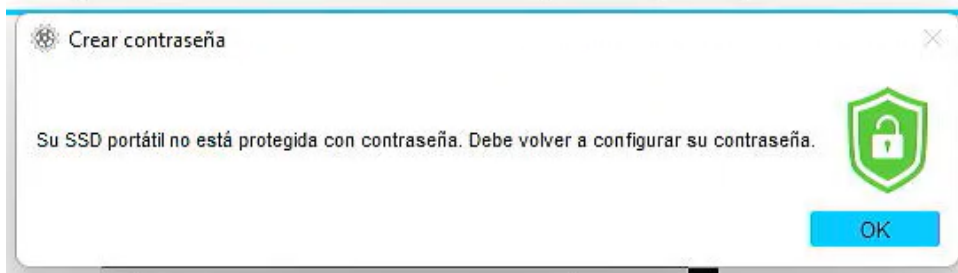 Crear contraseña
Su SSD portátil no está protegida con contraseña. Debe volver a configurar su contraseña.
OK